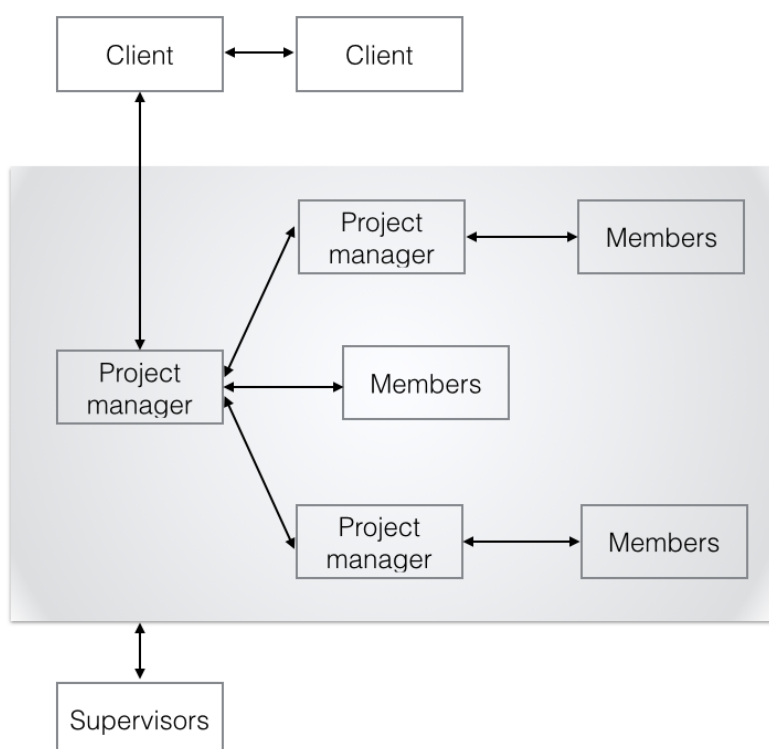 Client
Client
Project
manager
Members
Project
manager
Members
Project
manager
Members
Supervisors